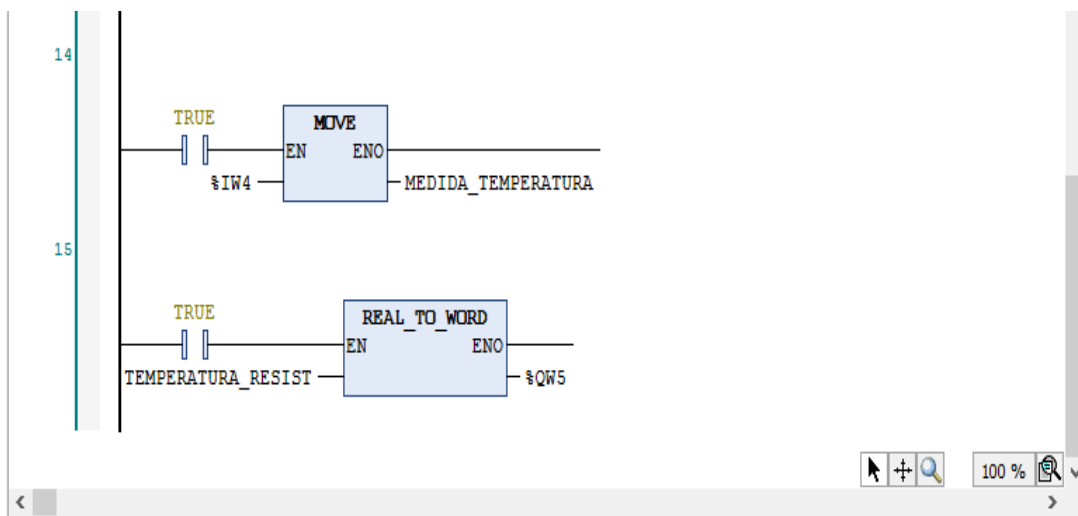 14
TRUE
MOVE
EN ENO
%IW4 MEDIDA_TEMPERATURA
15
TRUE
REAL_TO_WORD
EN ENO
TEMPERATURA_RESIST %QW5
100 %